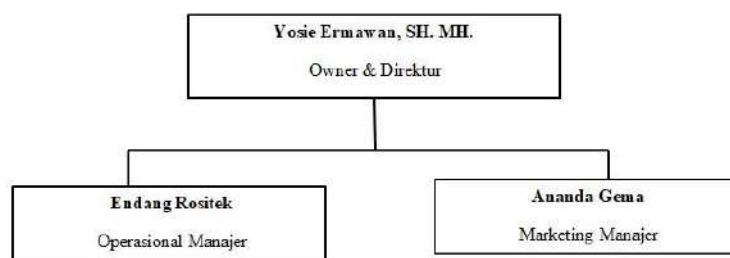 Yosie Ermawan, SH. MH.
Owner & Direktur
Endang Rositek
Operasional Manajer
Ananda Gema
Marketing Manajer